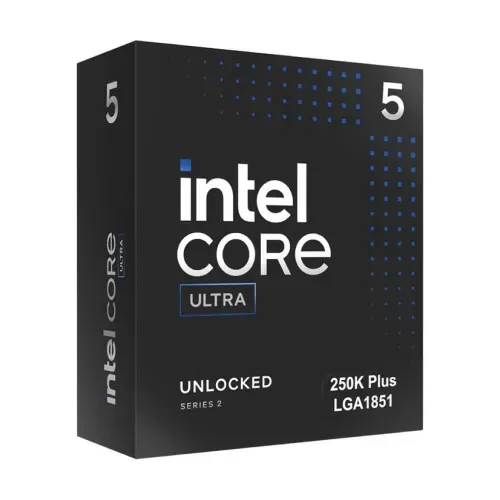 5
5
intel
CORE
ULTRA
UNLOCKED
SERIES 2
250K Plus
LGA1851
intel CORE ULTRA